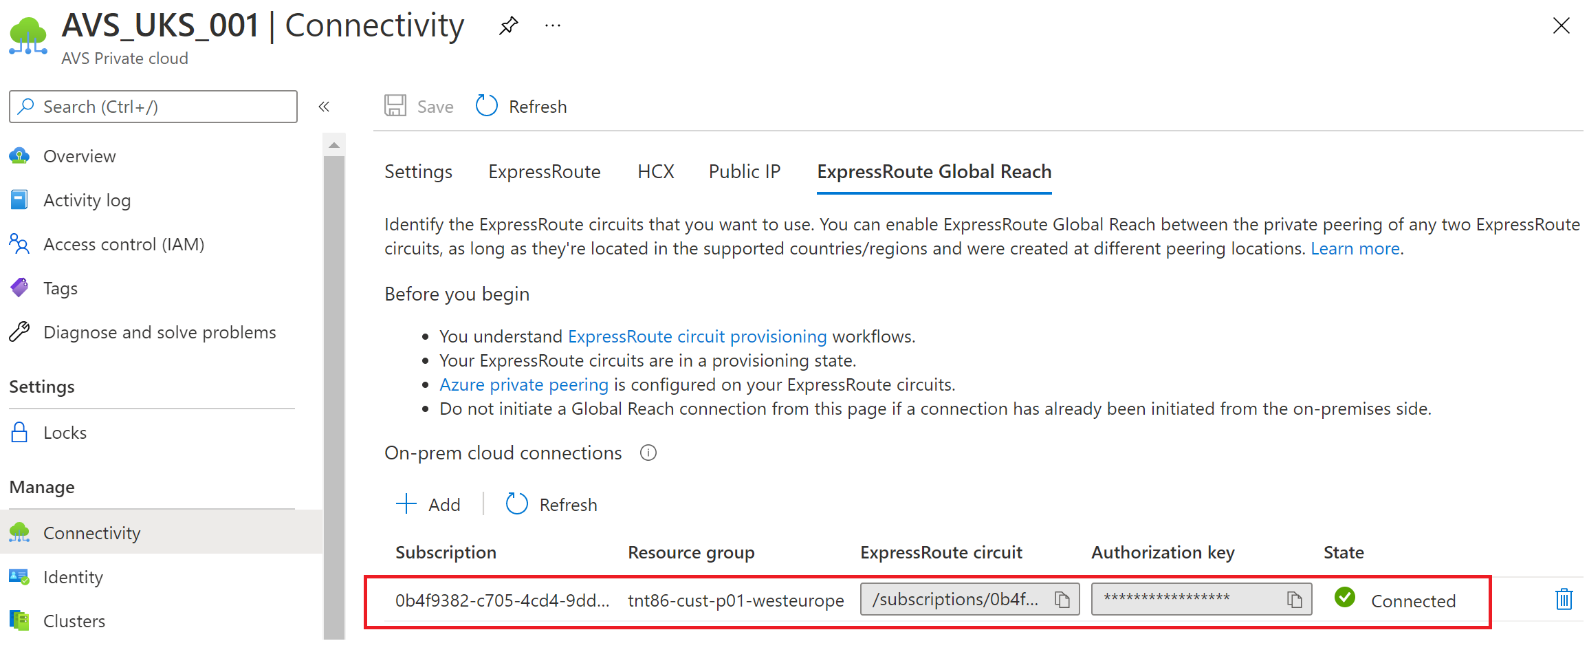 AVS_UKS_001 | Connectivity
AVS Private cloud
Search (Ctrl+/)
Overview
Activity log
Access control (IAM)
Tags
Diagnose and solve problems
Settings
Locks
Manage
Connectivity
Identity
Clusters
Save Refresh
Settings ExpressRoute HCX Public IP ExpressRoute Global Reach
Identify the ExpressRoute circuits that you want to use. You can enable ExpressRoute Global Reach between the private peering of any two ExpressRoute
circuits, as long as they're located in the supported countries/regions and were created at different peering locations. Learn more.
Before you begin
• You understand ExpressRoute circuit provisioning workflows.
• Your ExpressRoute circuits are in a provisioning state.
• Azure private peering is configured on your ExpressRoute circuits.
• Do not initiate a Global Reach connection from this page if a connection has already been initiated from the on-premises side.
On-prem cloud connections
Add Refresh
Subscription Resource group ExpressRoute circuit Authorization key State
0b4f9382-c705-4cd4-9dd... tnt86-cust-p01-westeurope /subscriptions/0b4f... ***************** Connected